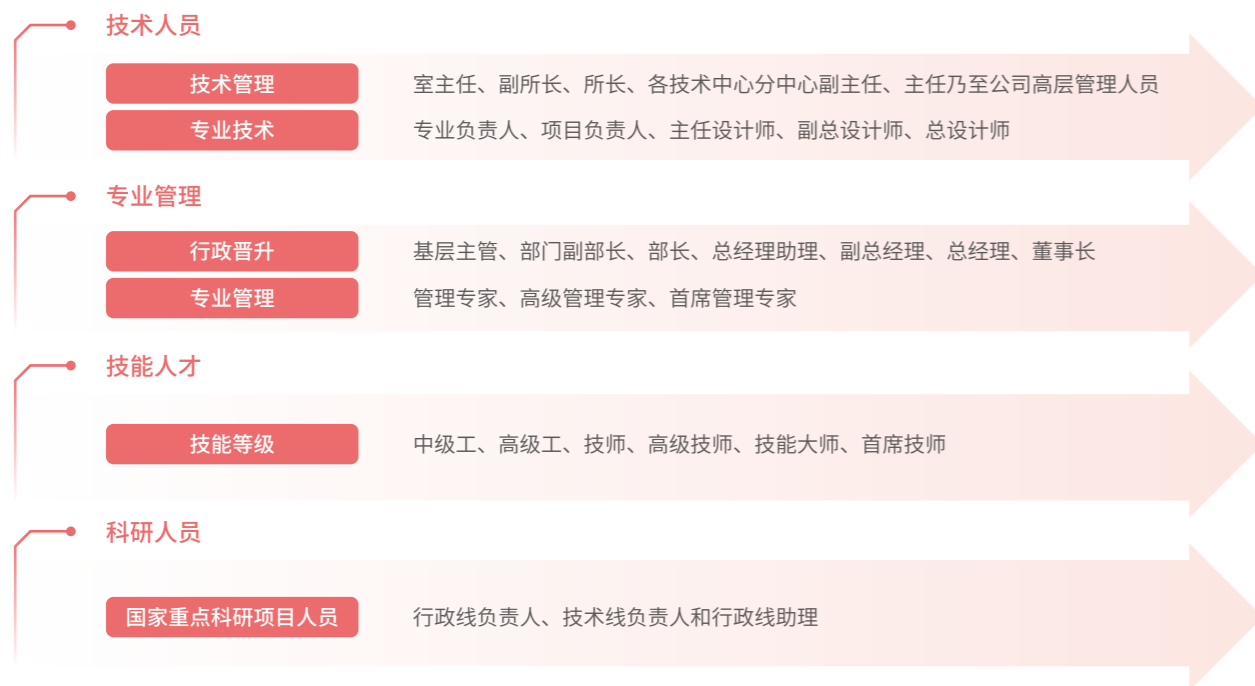 技术人员
技术管理
室主任、副所长、所长、各技术中心分中心副主任、主任乃至公司高层管理人员
专业技术
专业负责人、项目负责人、主任设计师、副总设计师、总设计师
专业管理
行政晋升
基层主管、部门副部长、部长、总经理助理、副总经理、总经理、董事长
专业管理
管理专家、高级管理专家、首席管理专家
技能人才
技能等级
中级工、高级工、技师、高级技师、技能大师、首席技师
科研人员
国家重点科研项目人员
行政线负责人、技术线负责人和行政线助理